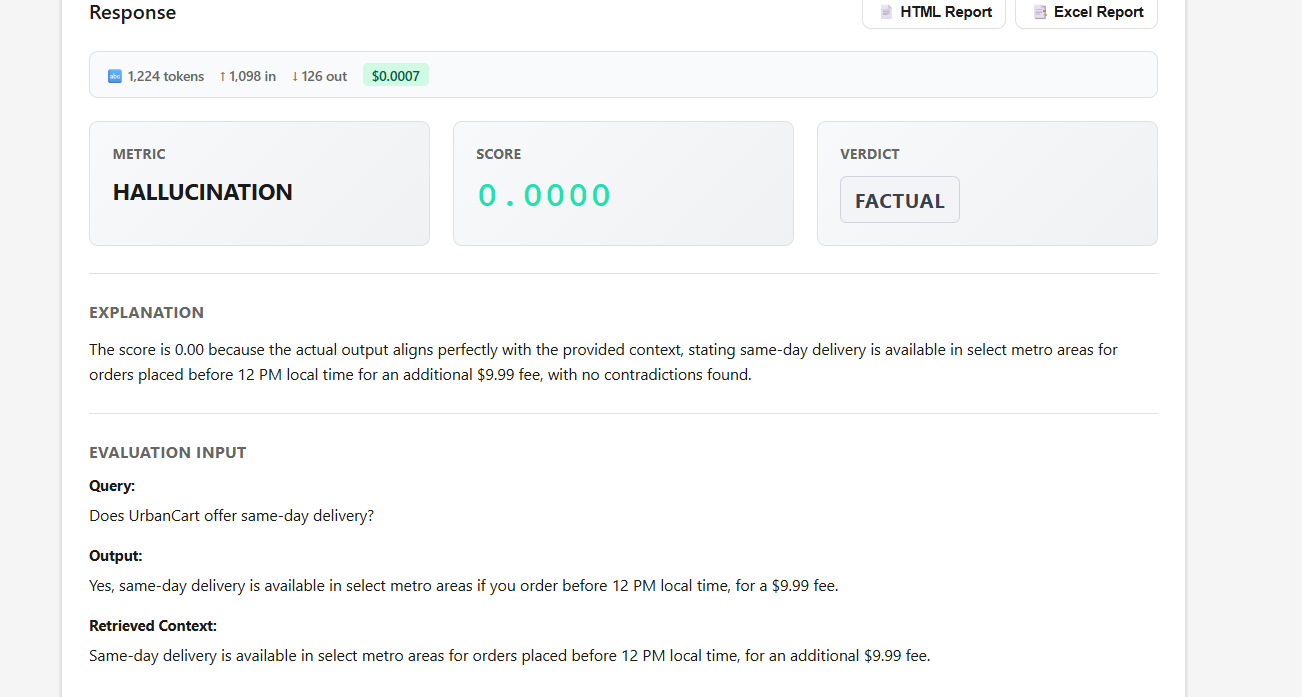 Response
HTML Report
Excel Report
abc 1,224 tokens ↑ 1,098 in ↓ 126 out $0.0007
METRIC
HALLUCINATION
SCORE
0.0000
VERDICT
FACTUAL
EXPLANATION
The score is 0.00 because the actual output aligns perfectly with the provided context, stating same-day delivery is available in select metro areas for
orders placed before 12 PM local time for an additional $9.99 fee, with no contradictions found.
EVALUATION INPUT
Query:
Does UrbanCart offer same-day delivery?
Output:
Yes, same-day delivery is available in select metro areas if you order before 12 PM local time, for a $9.99 fee.
Retrieved Context:
Same-day delivery is available in select metro areas for orders placed before 12 PM local time, for an additional $9.99 fee.